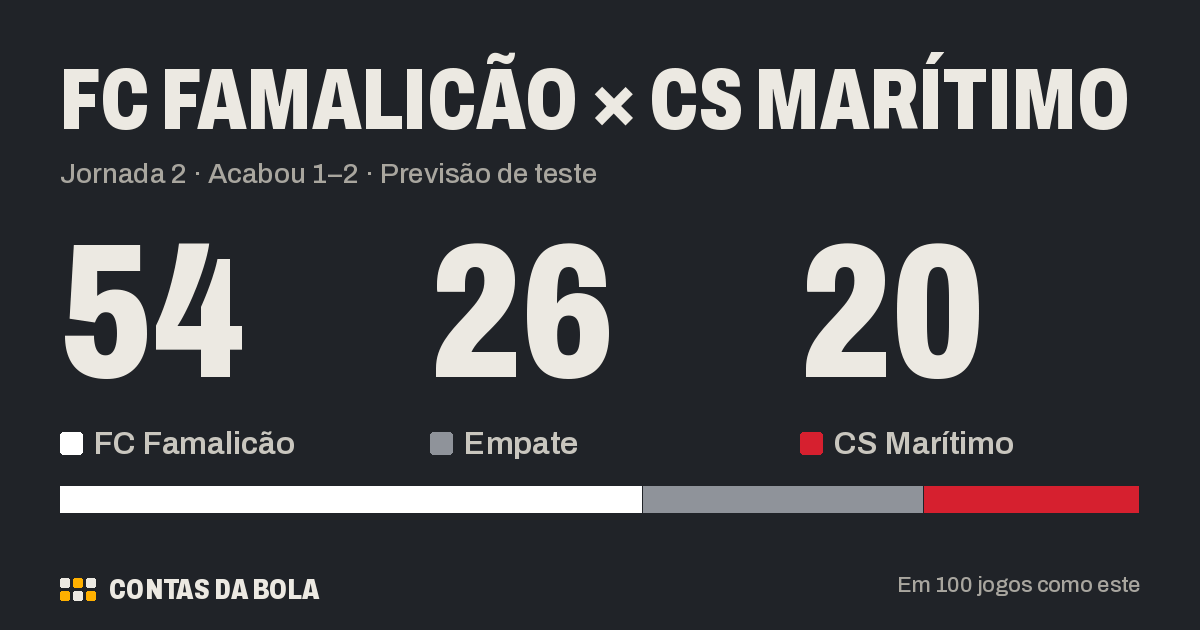 FC FAMALICÃO × CS MARÍTIMO
Jornada 2 · Acabou 1–2 · Previsão de teste
54 26 20
FC Famalicão Empate CS Marítimo
CONTAS DA BOLA
Em 100 jogos como este